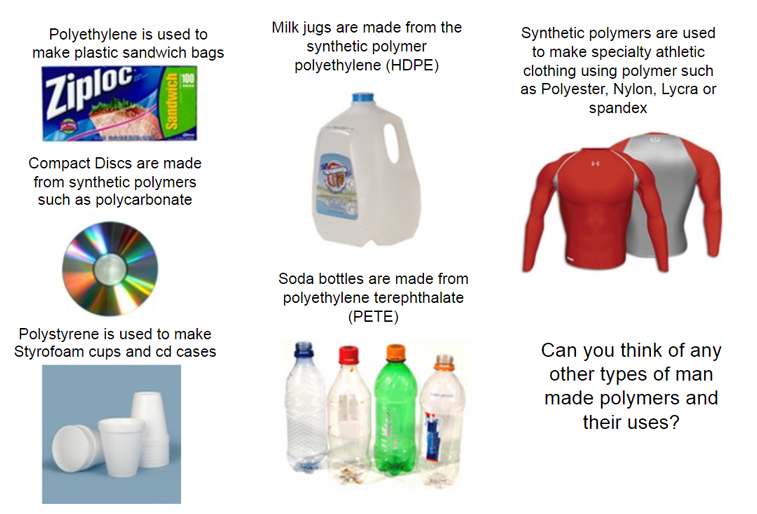 Polyethylene is used to
make plastic sandwich bags
Ziploc
Sandwich
100
Compact Discs are made
from synthetic polymers
such as polycarbonate
Polystyrene is used to make
Styrofoam cups and cd cases
Milk jugs are made from the
synthetic polymer
polyethylene (HDPE)
Soda bottles are made from
polyethylene terephthalate
(PETE)
Synthetic polymers are used
to make specialty athletic
clothing using polymer such
as Polyester, Nylon, Lycra or
spandex
Can you think of any
other types of man
made polymers and
their uses?